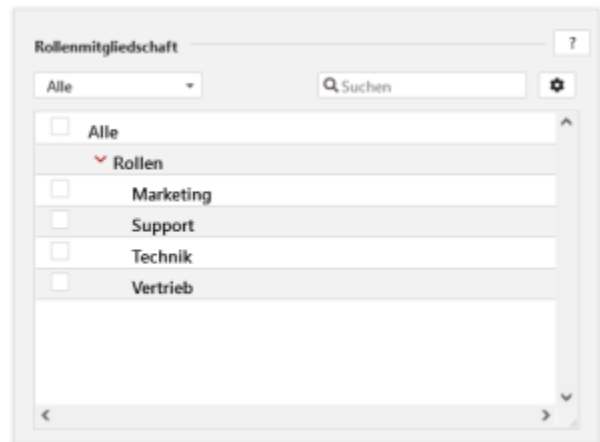 Rollenmitgliedschaft
?
Alle
Suchen
Alle
Rollen
Marketing
Support
Technik
Vertrieb